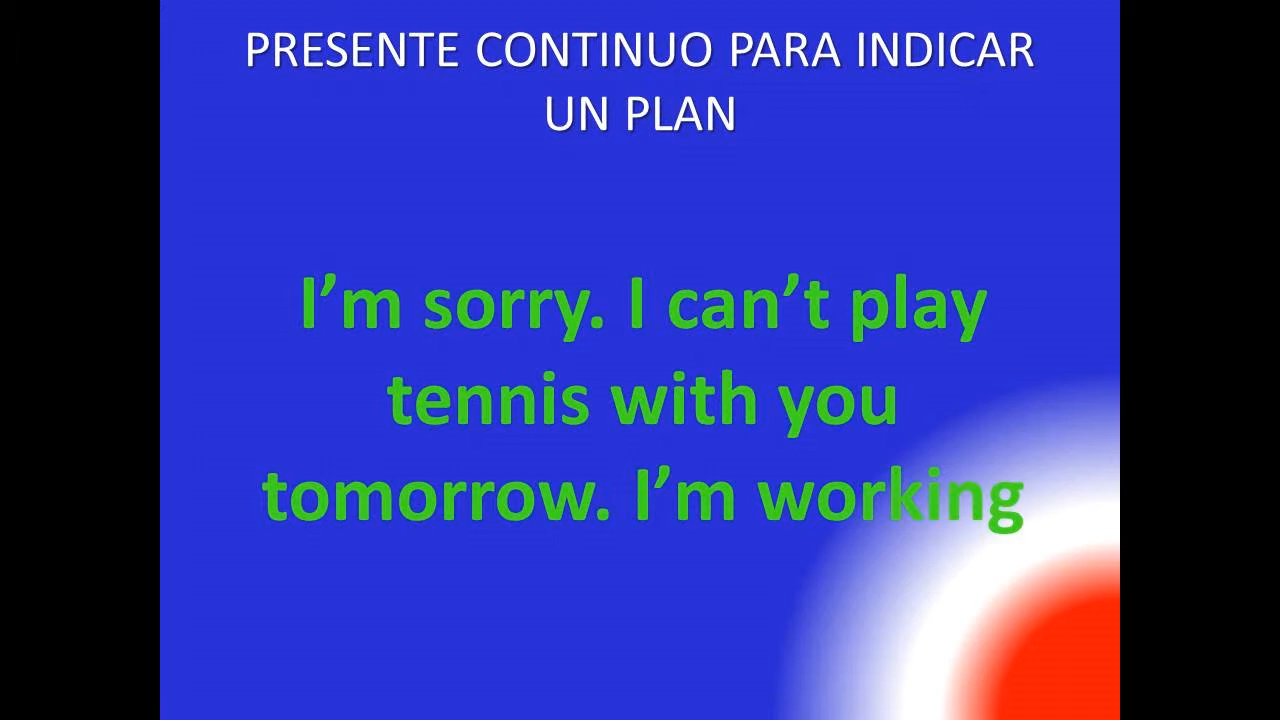 PRESENTE CONTINUO PARA INDICAR
UN PLAN
I’m sorry. I can’t play
tennis with you
tomorrow. I’m working